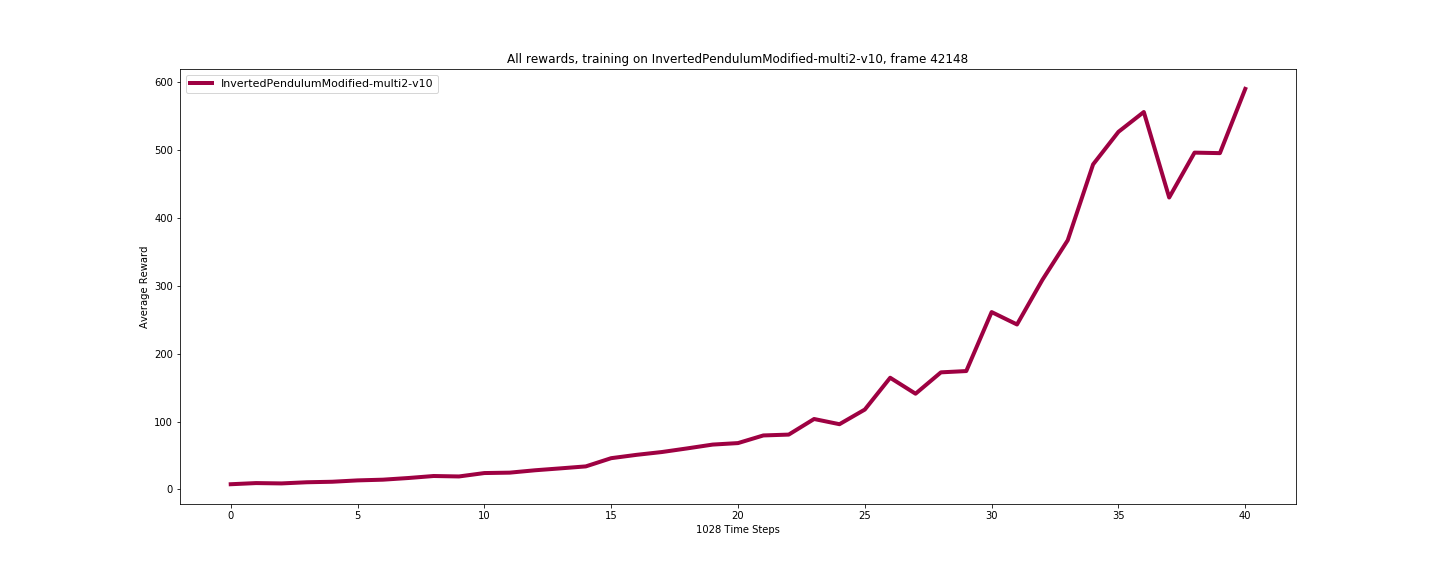 All rewards, training on InvertedPendulumModified-multi2-v10, frame 42148
InvertedPendulumModified-multi2-v10
600
500
400
300
200
100
0
Average Reward
0 5 10 15 20 25 30 35 40
1028 Time Steps